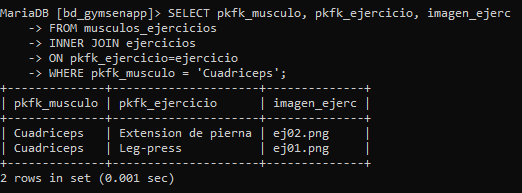 MariaDB [bd_gymsenapp]> SELECT pkfk_musculo, pkfk_ejercicio, imagen_ejerc
    -> FROM musculos_ejercicios
    -> INNER JOIN ejercicios
    -> ON pkfk_ejercicio=ejercicio
    -> WHERE pkfk_musculo = 'Cuadriceps';
+--------------+--------------------+--------------+
| pkfk_musculo | pkfk_ejercicio     | imagen_ejerc |
+--------------+--------------------+--------------+
| Cuadriceps   | Extension de pierna | ej02.png     |
| Cuadriceps   | Leg-press          | ej01.png     |
+--------------+--------------------+--------------+
2 rows in set (0.001 sec)